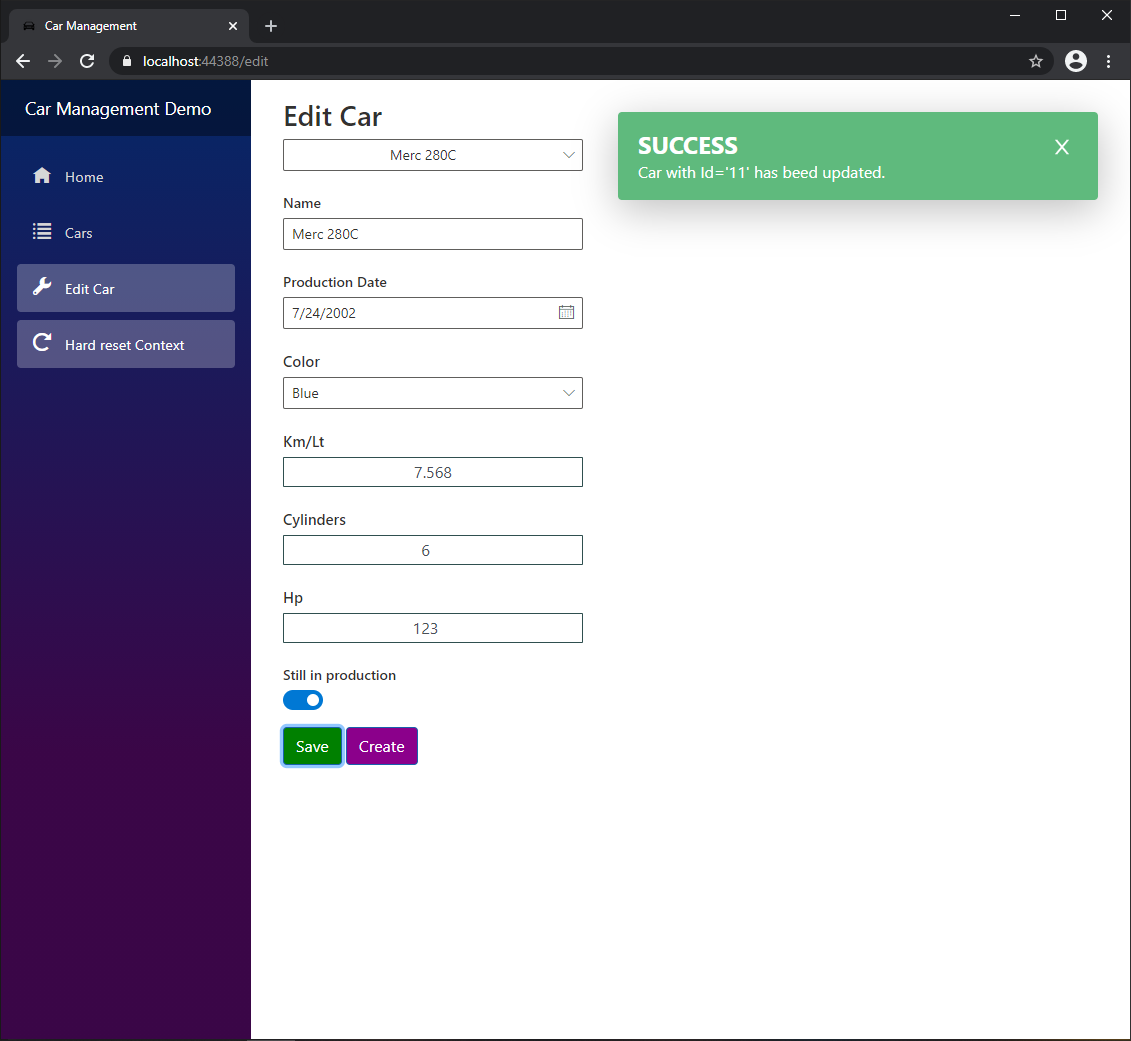 Car Management
localhost:44388/edit
Car Management Demo
Home
Cars
Edit Car
Hard reset Context
Edit Car
Merc 280C
Name
Merc 280C
Production Date
7/24/2002
Color
Blue
Km/Lt
7.568
Cylinders
6
Hp
123
Still in production
Save Create
SUCCESS
Car with Id='11' has beed updated.